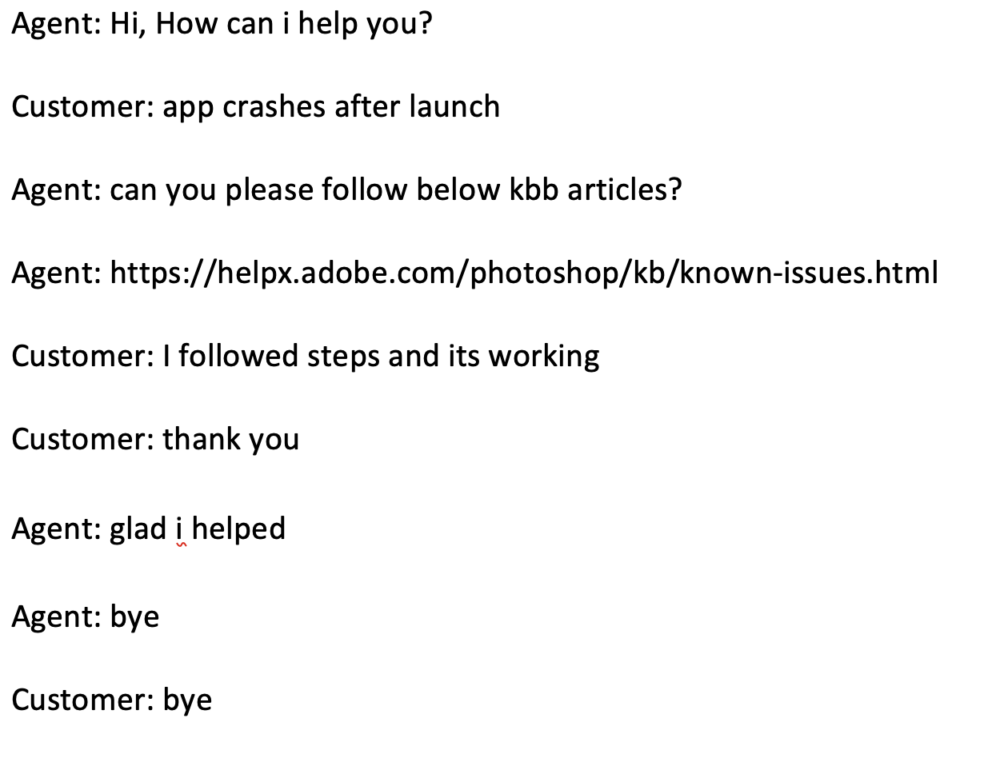 Agent: Hi, How can i help you?
Customer: app crashes after launch
Agent: can you please follow below kbb articles?
Agent: https://helpx.adobe.com/photoshop/kb/known-issues.html
Customer: I followed steps and its working
Customer: thank you
Agent: glad i helped
Agent: bye
Customer: bye